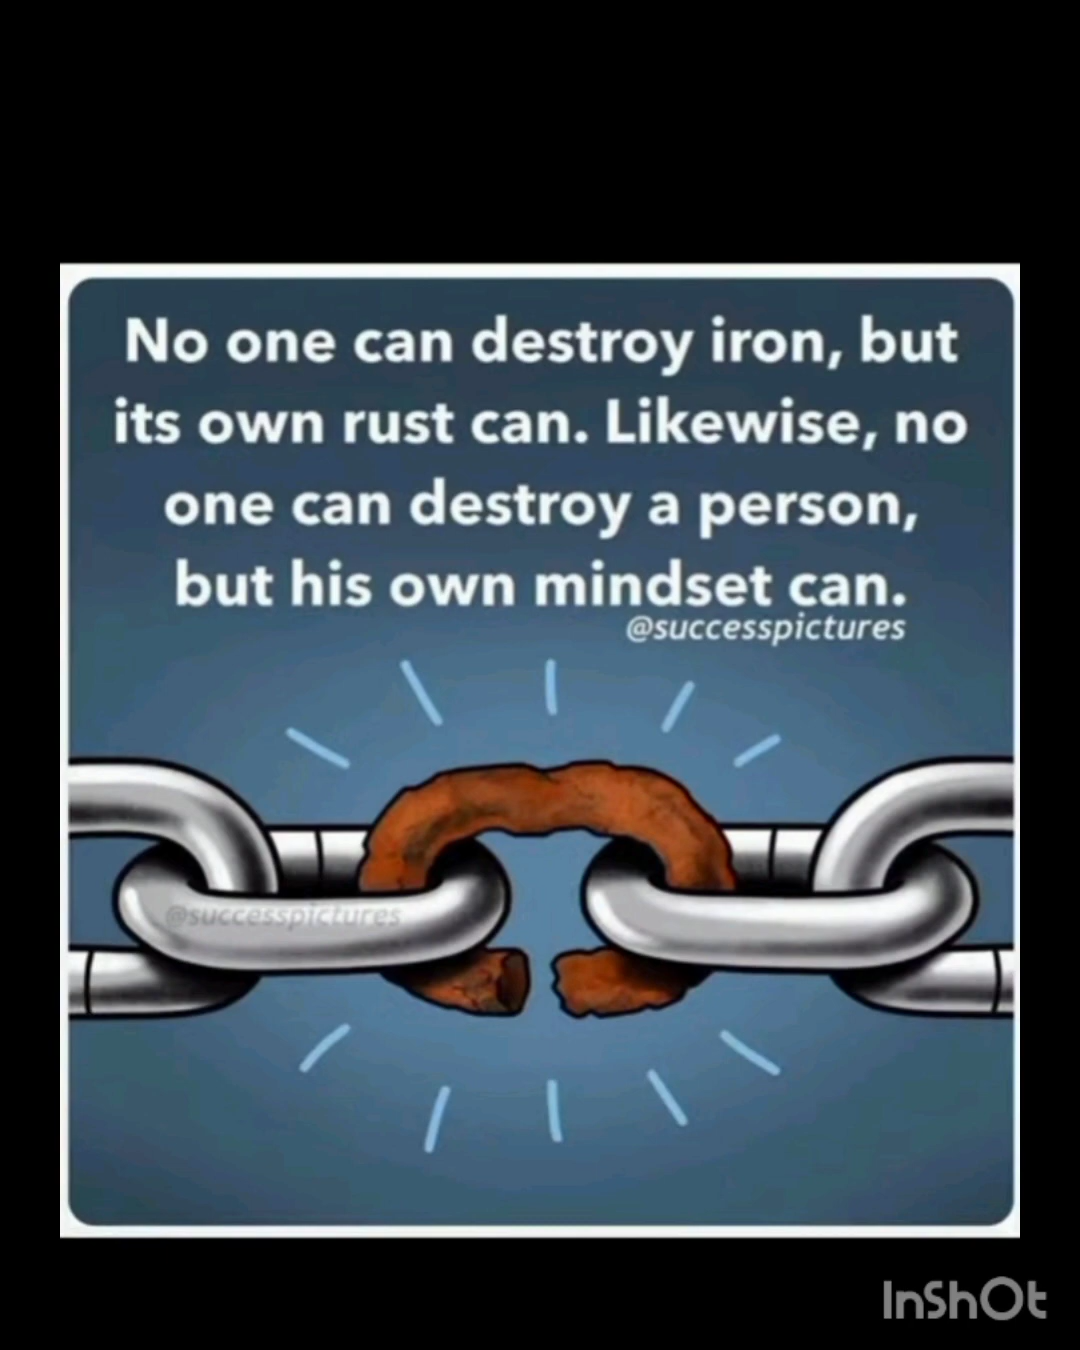 No one can destroy iron, but
its own rust can. Likewise, no
one can destroy a person,
but his own mindset can.
@successpictures
@successpictures
InShOt